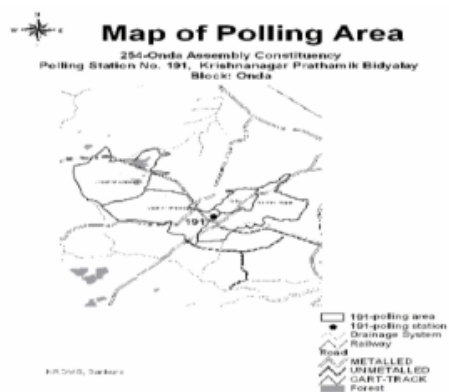 N
W E
Map of Polling Area
254-Onda Assembly Constituency
Polling Station No. 191, Krishnanagar Prathamik Bidyalay
Block: Onda
191
191-polling area
191-polling station
Drainage System
Railway
Road
METALLED
UNMETALLED
CART-TRACK
Forest